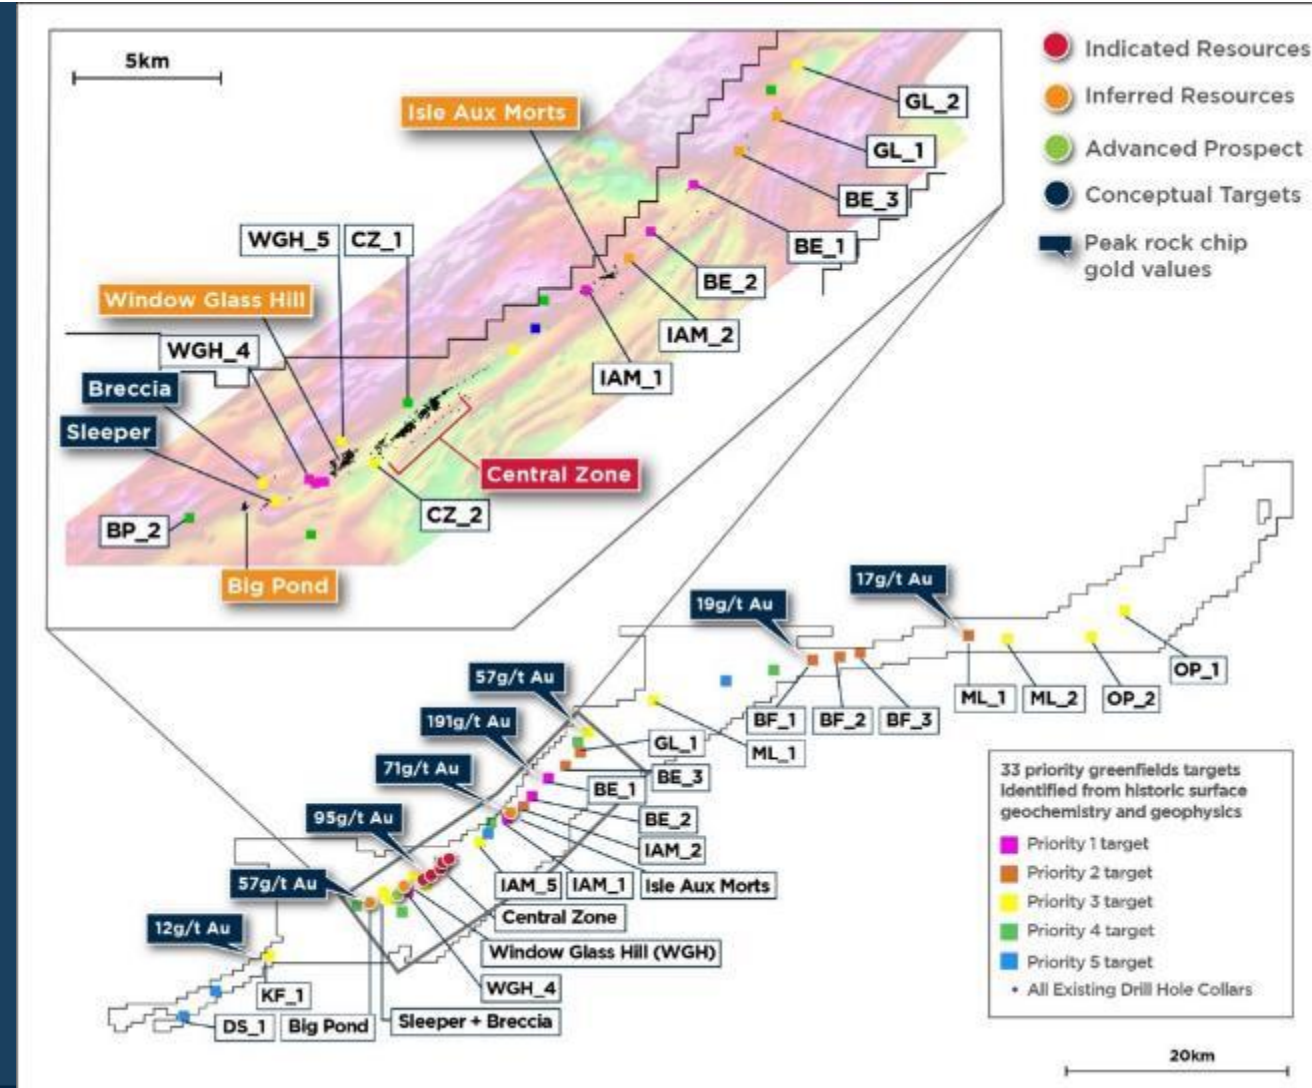 5km
Isle Aux Morts
GL_2
GL_1
BE_3
BE_1
BE_2
IAM_2
IAM_1
WGH_5
CZ_1
Window Glass Hill
WGH_4
Breccia
Sleeper
BP_2
Big Pond
Central Zone
CZ_2
Indicated Resources
Inferred Resources
Advanced Prospect
Conceptual Targets
Peak rock chip
gold values
17g/t Au
19g/t Au
57g/t Au
191g/t Au
71g/t Au
95g/t Au
57g/t Au
12g/t Au
OP_1
OP_2
ML_2
ML_1
BF_3
BF_2
BF_1
ML_1
GL_1
BE_3
BE_1
BE_2
IAM_2
Isle Aux Morts
IAM_1
IAM_5
Central Zone
Window Glass Hill (WGH)
WGH_4
Sleeper + Breccia
Big Pond
KF_1
DS_1
33 priority greenfields targets
identified from historic surface
geochemistry and geophysics
Priority 1 target
Priority 2 target
Priority 3 target
Priority 4 target
Priority 5 target
All Existing Drill Hole Collars
20km